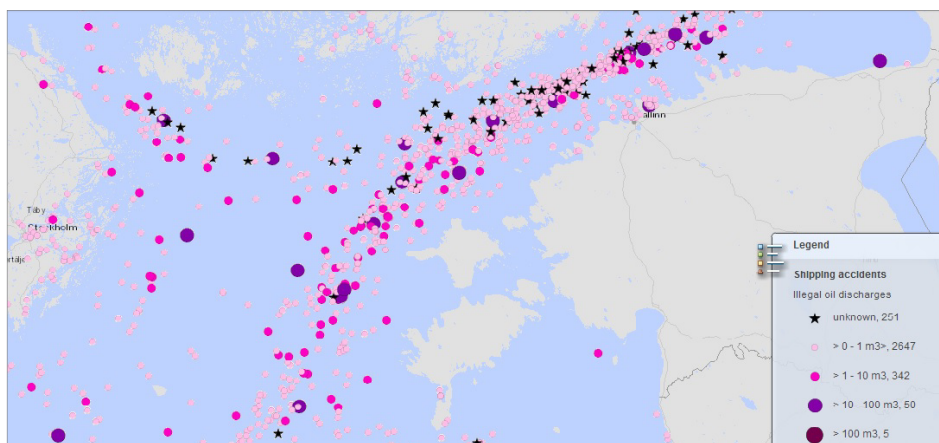 allinn
Täby
Stockholm
Legend
Shipping accidents
Illegal oil discharges
unknown, 251
> 0 - 1 m3>, 2647
> 1 - 10 m3, 342
> 10 - 100 m3, 50
> 100 m3, 5